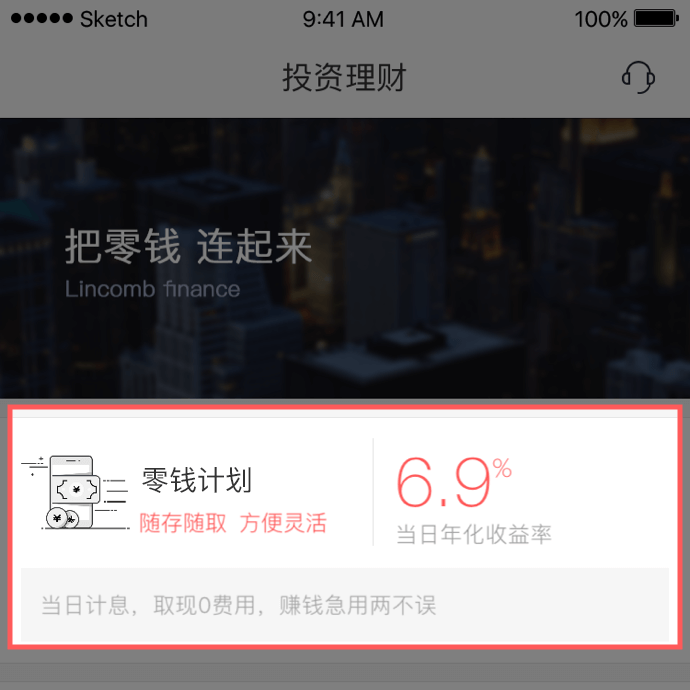 Sketch 9:41 AM 100%
投资理财
把零钱 连起来
Lincomb finance
零钱计划
随存随取 方便灵活
6.9%
当日年化收益率
当日计息，取现0费用，赚钱急用两不误